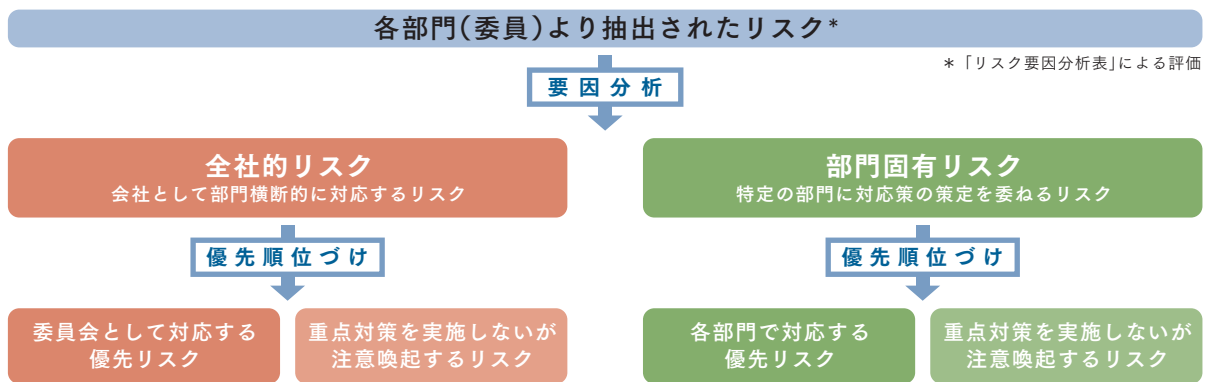 各部門(委員)より抽出されたリスク*
*「リスク要因分析表」による評価
要因分析
全社的リスク
会社として部門横断的に対応するリスク
部門固有リスク
特定の部門に対応策の策定を委ねるリスク
優先順位づけ
優先順位づけ
委員会として対応する
優先リスク
重点対策を実施しないが
注意喚起するリスク
各部門で対応する
優先リスク
重点対策を実施しないが
注意喚起するリスク